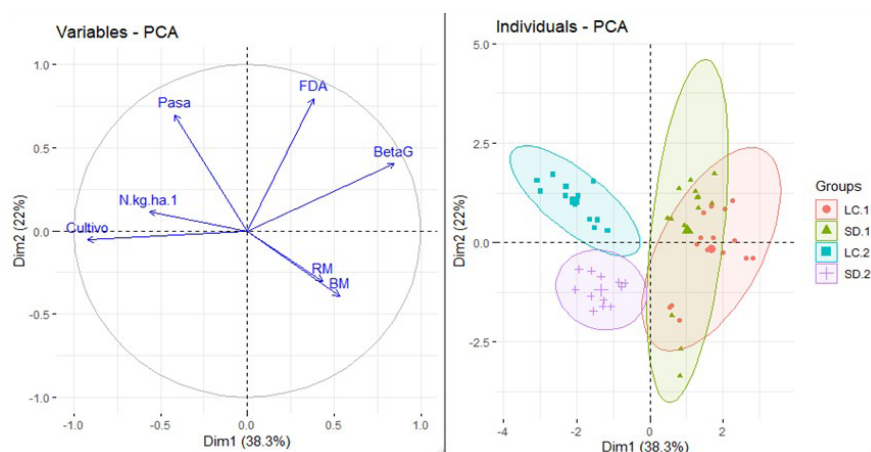 Variables - PCA
1.0
0.5
0.0
-0.5
-1.0
Dim2 (22%)
FDA
Pasa
BetaG
N.kg.ha.1
Cultivo
RM
BM
-1.0 -0.5 0.0 0.5 1.0
Dim1 (38.3%)
Individuals - PCA
5.0
2.5
0.0
-2.5
Dim2 (22%)
-4 -2 0 2
Dim1 (38.3%)
Groups
LC.1
SD.1
LC.2
SD.2